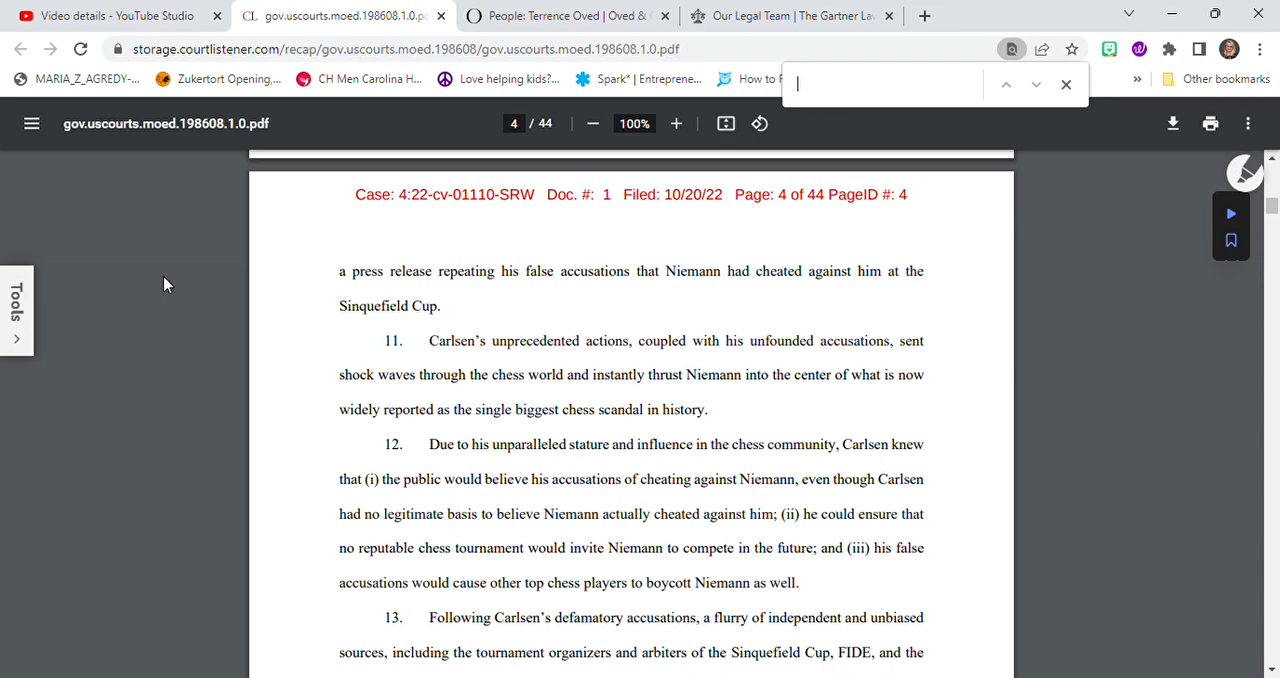 Video details - YouTube Studio
CL gov.uscourts.moed.198608.1.0.p
People: Terrence Oved | Oved &
Our Legal Team | The Gartner La
storage.courtlistener.com/recap/gov.uscourts.moed.198608/gov.uscourts.moed.198608.1.0.pdf
MARIA_Z_AGREDY-...
Zukertort Opening,...
CH Men Carolina H...
Love helping kids?...
Spark* | Entreprene...
How to
»
Other bookmarks
gov.uscourts.moed.198608.1.0.pdf
4 / 44
100%
Tools
Case: 4:22-cv-01110-SRW Doc. #: 1 Filed: 10/20/22 Page: 4 of 44 PageID #: 4
a press release repeating his false accusations that Niemann had cheated against him at the
Sinquefield Cup.
11. Carlsen's unprecedented actions, coupled with his unfounded accusations, sent
shock waves through the chess world and instantly thrust Niemann into the center of what is now
widely reported as the single biggest chess scandal in history.
12. Due to his unparalleled stature and influence in the chess community, Carlsen knew
that (i) the public would believe his accusations of cheating against Niemann, even though Carlsen
had no legitimate basis to believe Niemann actually cheated against him; (ii) he could ensure that
no reputable chess tournament would invite Niemann to compete in the future; and (iii) his false
accusations would cause other top chess players to boycott Niemann as well.
13. Following Carlsen's defamatory accusations, a flurry of independent and unbiased
sources, including the tournament organizers and arbiters of the Sinquefield Cup, FIDE, and the